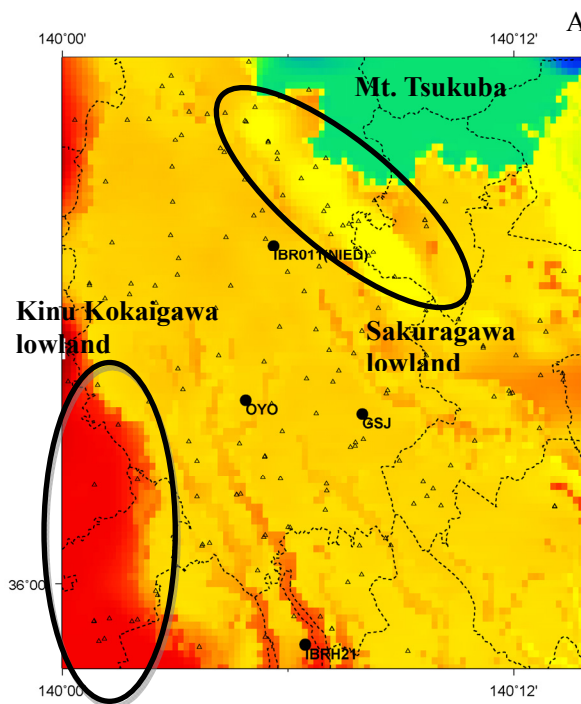 140°00'
140°12'
A
Mt. Tsukuba
IBR011(NIED)
Kinu Kokaigawa
lowland
Sakuragawa
lowland
OYO
GSJ
36°00'
IBRH21
140°00'
140°12'